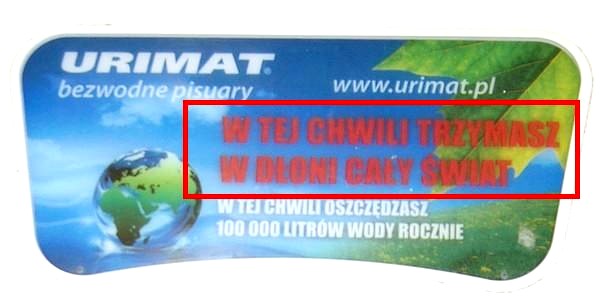 URIMAT
bezwodne pisuary
www.urimat.pl
W TEJ CHWILI TRZYMASZ
W DŁONI CAŁY ŚWIAT
W TEJ CHWILI OSZCZĘDZASZ
100 000 LITRÓW WODY ROCZNIE